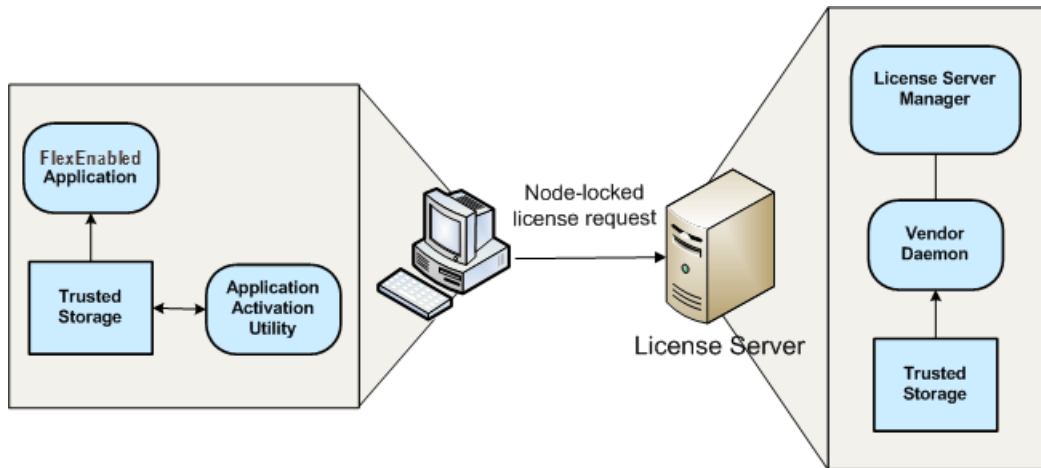 FlexEnabled
Application
Trusted
Storage
Application
Activation
Utility
Node-locked
license request
License Server
License Server
Manager
Vendor
Daemon
Trusted
Storage